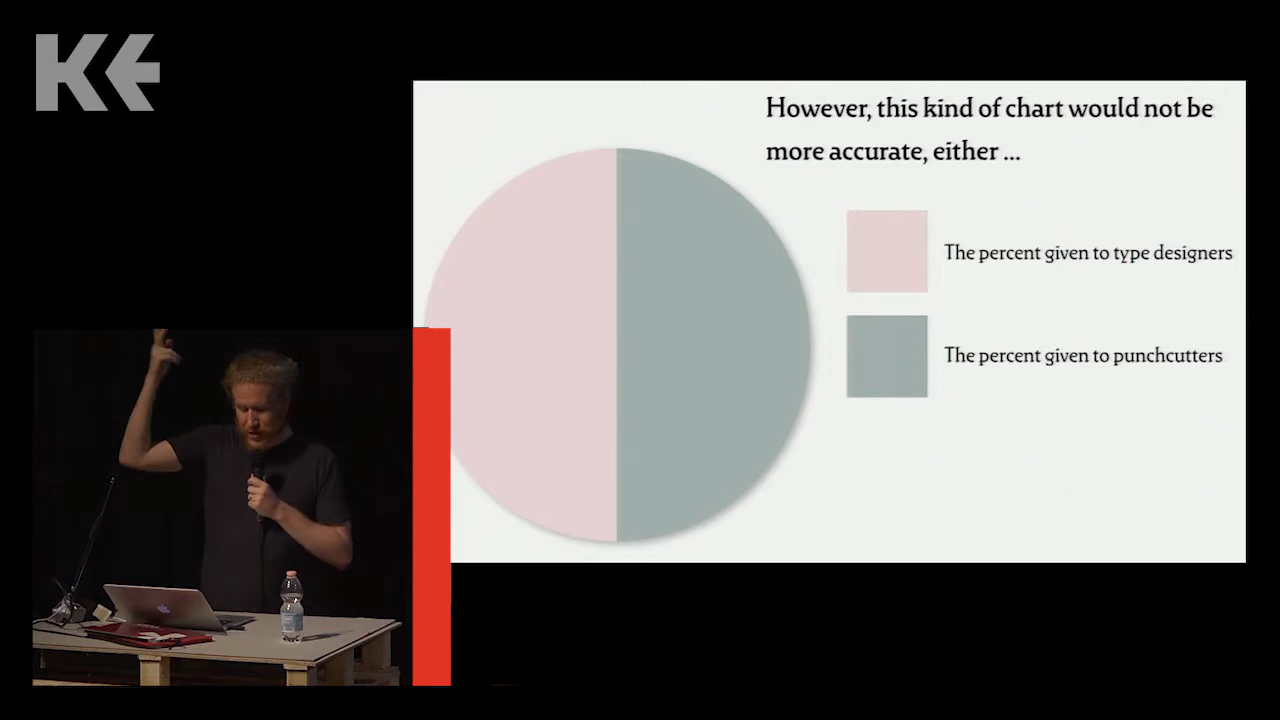 KE
However, this kind of chart would not be
more accurate, either ...
The percent given to type designers
The percent given to punchcutters